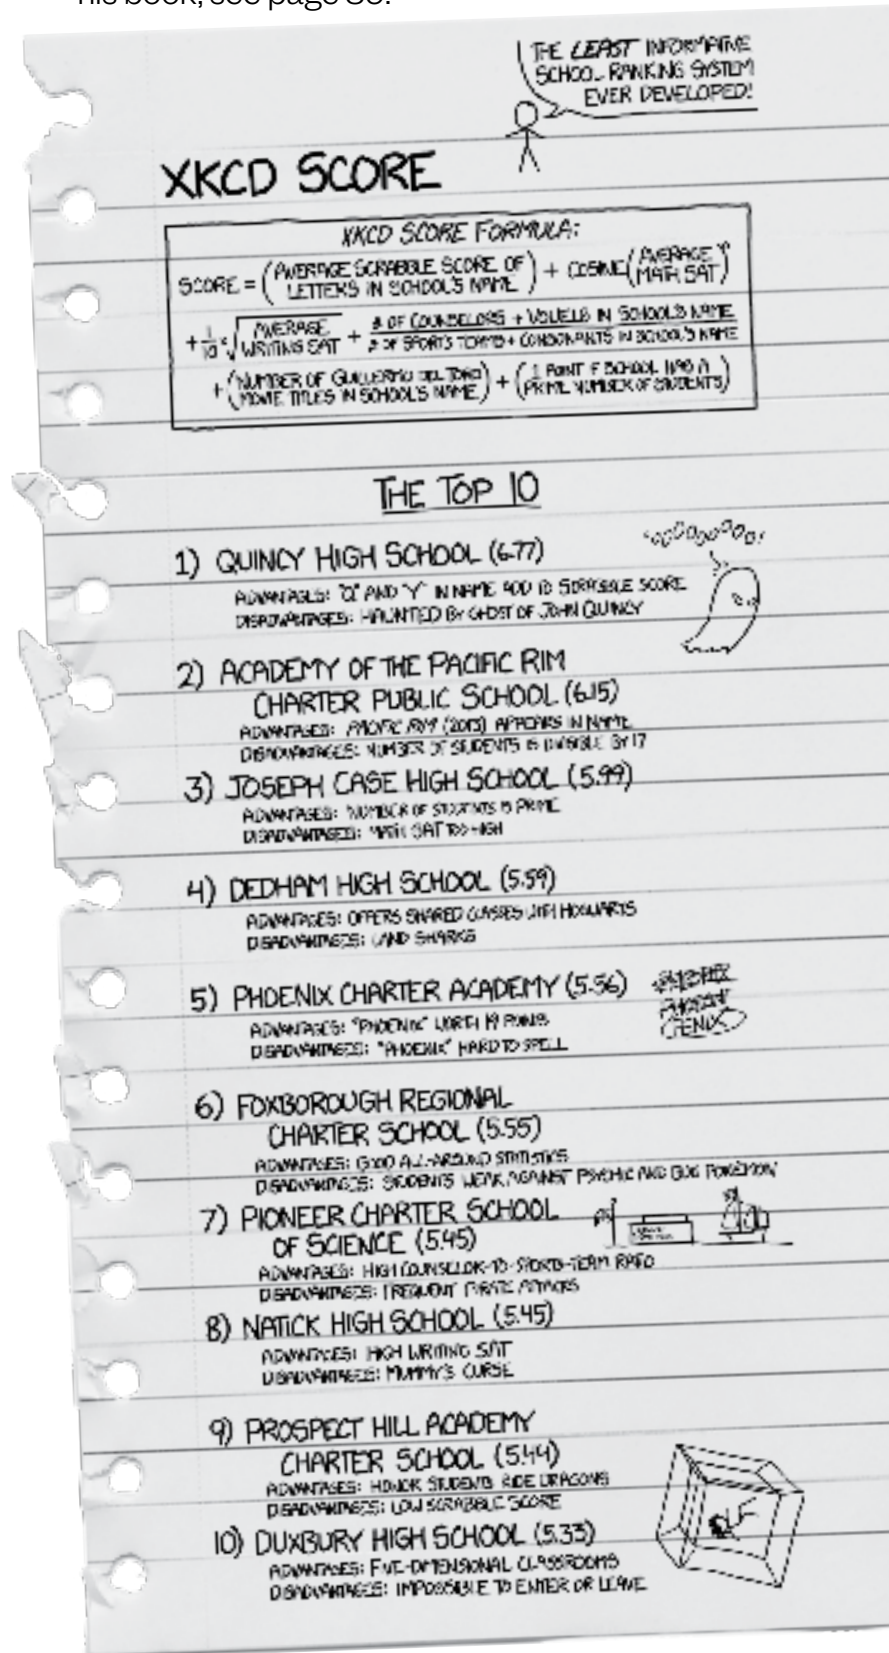 his book, see page 80.
THE LEAST INFORMATIVE
SCHOOL RANKING SYSTEM
EVER DEVELOPED!
XKCD SCORE
XKCD SCORE FORMULA:
SCORE = (AVERAGE SCRABBLE SCORE OF LETTERS IN SCHOOL'S NAME) + COSINE(AVERAGE MATH SAT)
+ 1/10 √AVERAGE WRITING SAT + # OF COUNSELORS + VOWELS IN SCHOOL'S NAME / # OF SPORTS TEAMS + CONSONANTS IN SCHOOL'S NAME
+ (NUMBER OF GUILLERMO DEL TORO MOVIE TITLES IN SCHOOL'S NAME) + (1 POINT IF SCHOOL HAS A PRIME NUMBER OF STUDENTS)
THE TOP 10
1) QUINCY HIGH SCHOOL (6.77)
ADVANTAGES: "Q" AND "Y" IN NAME ADD TO SCRABBLE SCORE
DISADVANTAGES: HAUNTED BY GHOST OF JOHN QUINCY
2) ACADEMY OF THE PACIFIC RIM
CHARTER PUBLIC SCHOOL (6.15)
ADVANTAGES: PACIFIC RIM (2013) APPEARS IN NAME
DISADVANTAGES: NUMBER OF STUDENTS IS DIVISIBLE BY 17
3) JOSEPH CASE HIGH SCHOOL (5.99)
ADVANTAGES: NUMBER OF STUDENTS IS PRIME
DISADVANTAGES: MATH SAT TOO HIGH
4) DEDHAM HIGH SCHOOL (5.59)
ADVANTAGES: OFFERS SHARED CLASSES WITH HOGWARTS
DISADVANTAGES: LAND SHARKS
5) PHOENIX CHARTER ACADEMY (5.56)
ADVANTAGES: "PHOENIX" WORTH 19 POINTS
DISADVANTAGES: "PHOENIX" HARD TO SPELL
6) FOXBOROUGH REGIONAL
CHARTER SCHOOL (5.55)
ADVANTAGES: GOOD ALL-AROUND STATISTICS
DISADVANTAGES: STUDENTS WEAK AGAINST PSYCHIC AND BUG POKÉMON
7) PIONEER CHARTER SCHOOL
OF SCIENCE (5.45)
ADVANTAGES: HIGH COUNSELOR-TO-SPORTS-TEAM RATIO
DISADVANTAGES: FREQUENT PIRATE ATTACKS
8) NATICK HIGH SCHOOL (5.45)
ADVANTAGES: HIGH WRITING SAT
DISADVANTAGES: MUMMY'S CURSE
9) PROSPECT HILL ACADEMY
CHARTER SCHOOL (5.44)
ADVANTAGES: HONOR STUDENTS RIDE DRAGONS
DISADVANTAGES: LOW SCRABBLE SCORE
10) DUXBURY HIGH SCHOOL (5.33)
ADVANTAGES: FIVE-DIMENSIONAL CLASSROOMS
DISADVANTAGES: IMPOSSIBLE TO ENTER OR LEAVE